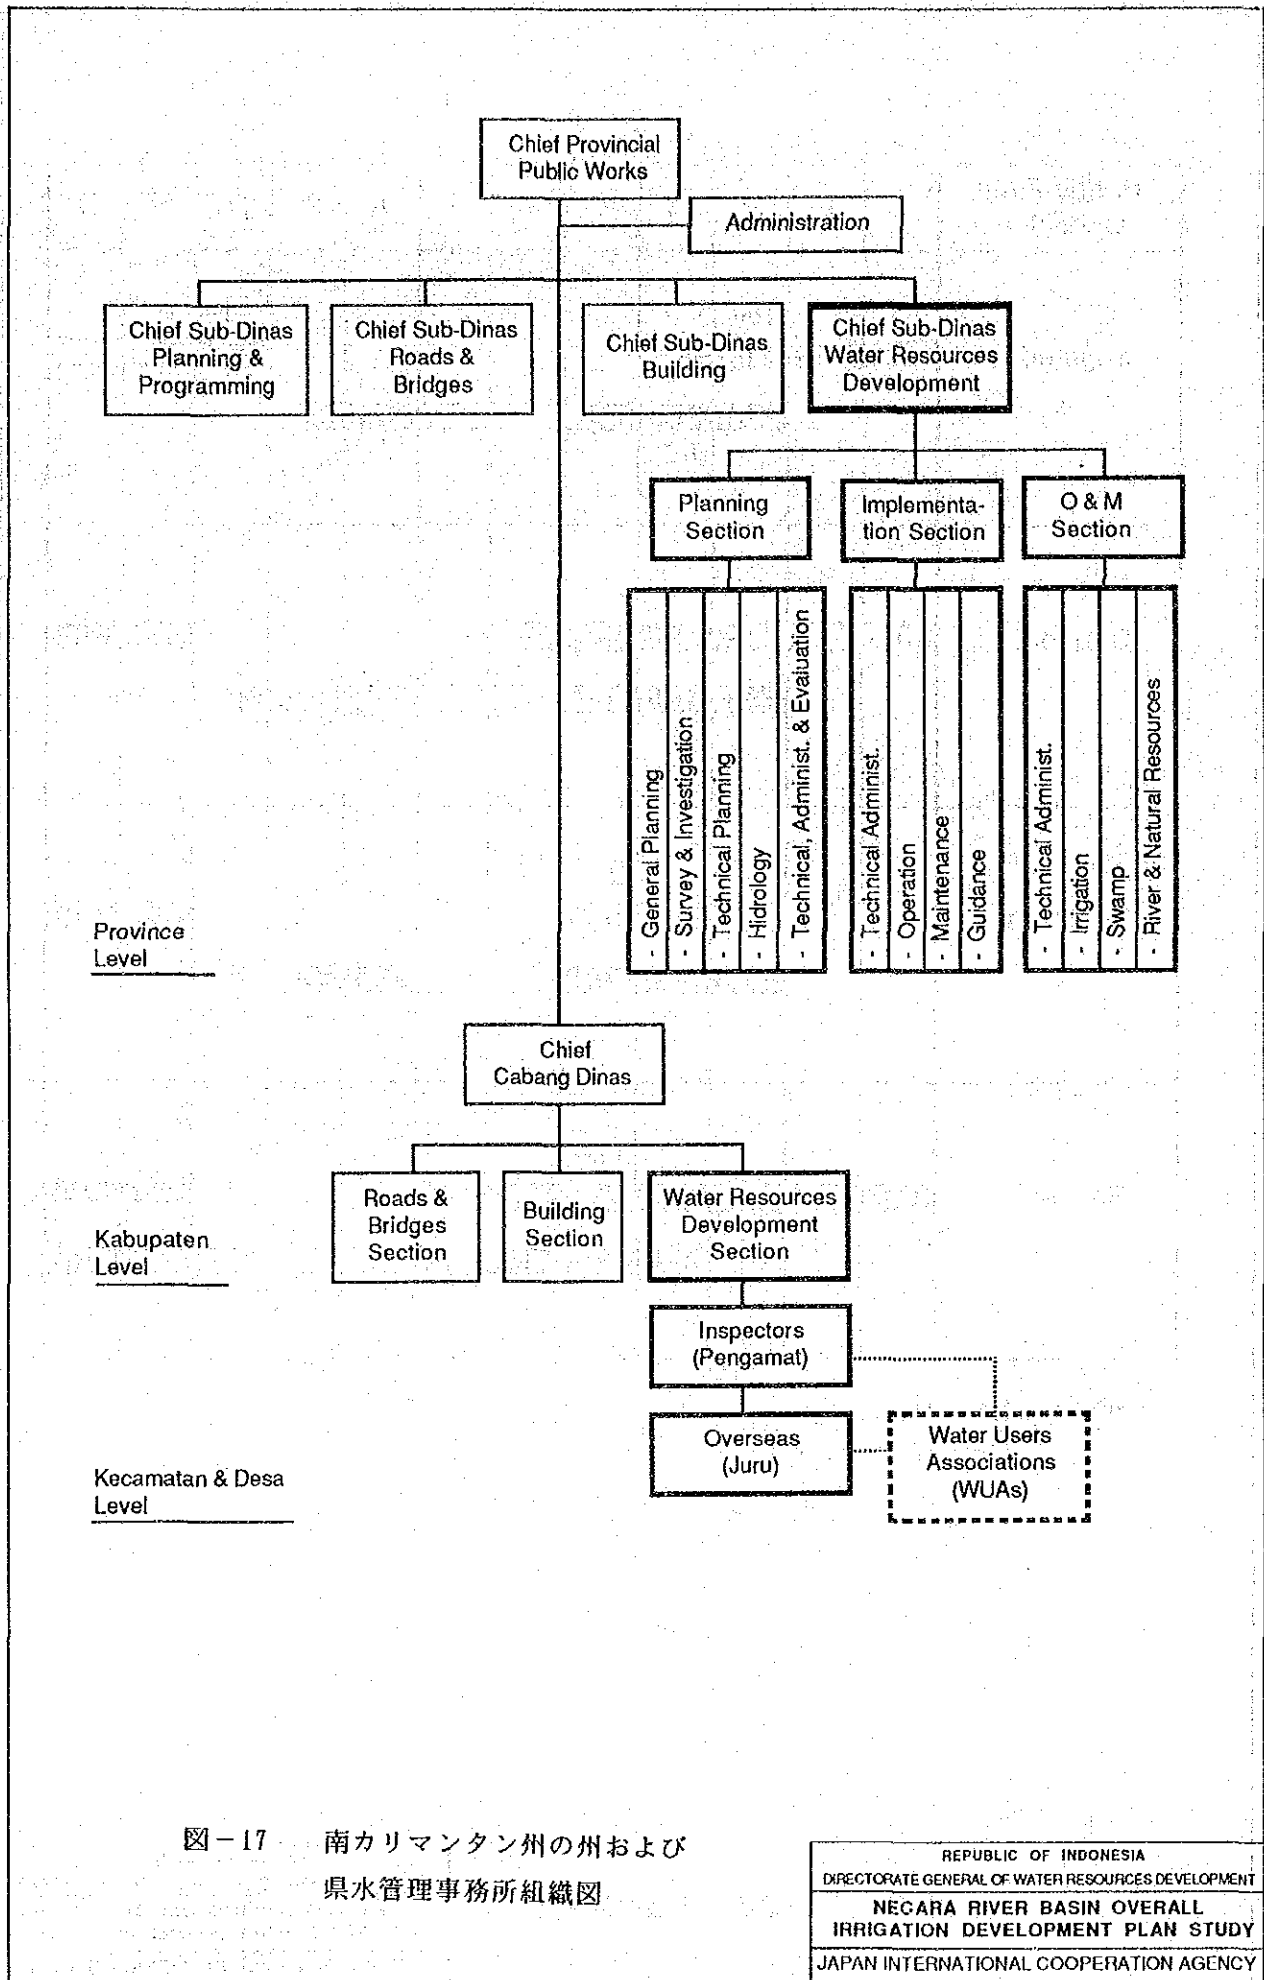 Chief Provincial
Public Works
Administration
Chief Sub-Dinas
Planning &
Programming
Chief Sub-Dinas
Roads &
Bridges
Chief Sub-Dinas
Building
Chief Sub-Dinas
Water Resources
Development
Planning
Section
Implementa-
tion Section
O & M
Section
- General Planning
- Survey & Investigation
- Technical Planning
- Hidrology
- Technical, Administ. & Evaluation
- Technical Administ.
- Operation
- Maintenance
- Guidance
- Technical Administ.
- Irrigation
- Swamp
- River & Natural Resources
Province
Level
Chief
Cabang Dinas
Roads &
Bridges
Section
Building
Section
Water Resources
Development
Section
Kabupaten
Level
Inspectors
(Pengamat)
Overseas
(Juru)
Water Users
Associations
(WUAs)
Kecamatan & Desa
Level
図-17 南カリマンタン州の州および
県水管理事務所組織図
REPUBLIC OF INDONESIA
DIRECTORATE GENERAL OF WATER RESOURCES DEVELOPMENT
NEGARA RIVER BASIN OVERALL
IRRIGATION DEVELOPMENT PLAN STUDY
JAPAN INTERNATIONAL COOPERATION AGENCY